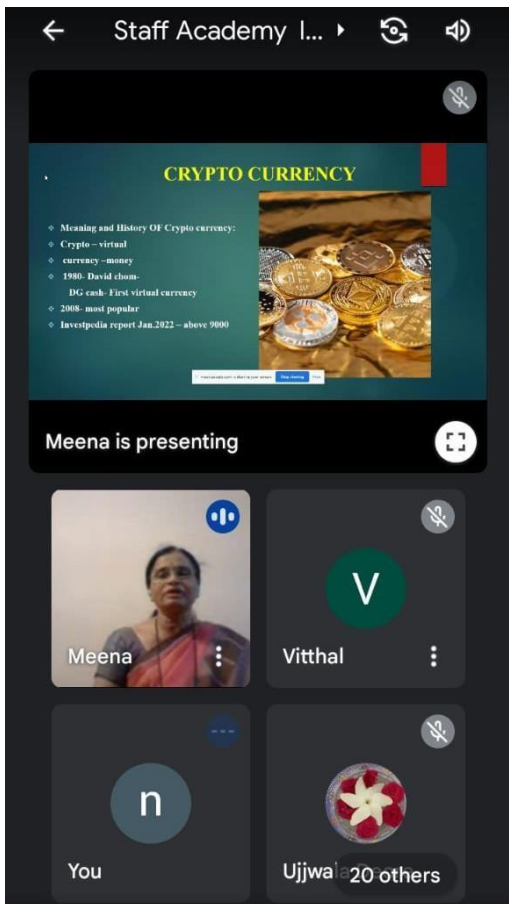 Staff Academy I...
CRYPTO CURRENCY
Meaning and History OF Crypto currency:
Crypto – virtual
currency –money
1980- David chom-
DG cash- First virtual currency
2008- most popular
Investpedia report Jan.2022 – above 9000
Stop sharing
Hide
Meena is presenting
Meena
Vitthal
V
You
n
Ujjwala
20 others